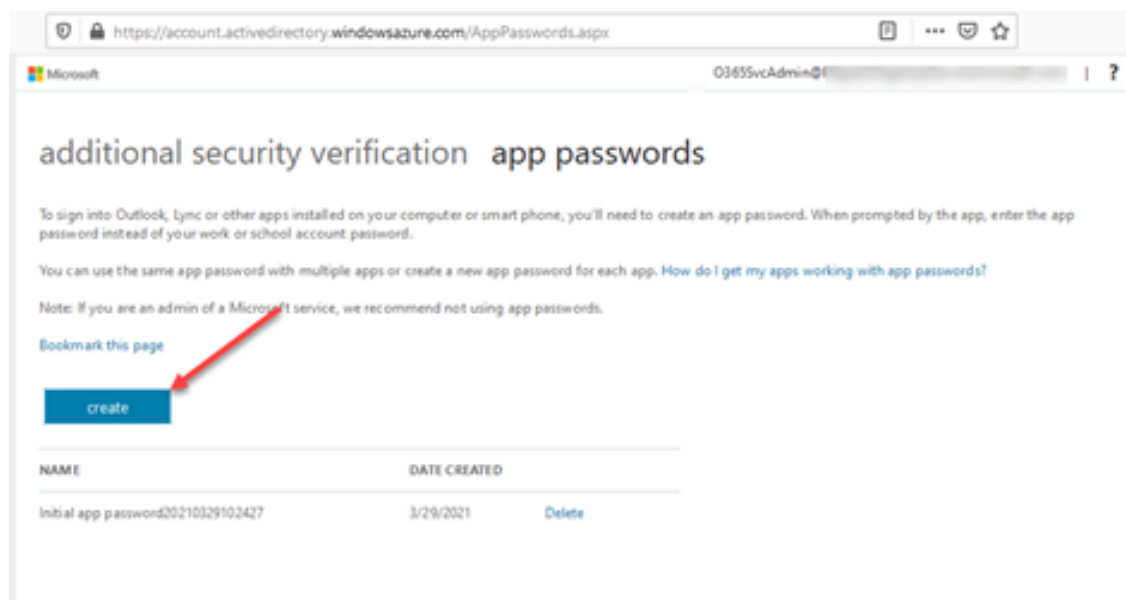 https://account.activedirectory.windowsazure.com/AppPasswords.aspx
Microsoft
O365SvcAdmin@ | ?
additional security verification app passwords
To sign into Outlook, Lync or other apps installed on your computer or smart phone, you'll need to create an app password. When prompted by the app, enter the app
password instead of your work or school account password.
You can use the same app password with multiple apps or create a new app password for each app. How do I get my apps working with app passwords?
Note: If you are an admin of a Microsoft service, we recommend not using app passwords.
Bookmark this page
create
NAME DATE CREATED
Initial app password20210329102427 3/29/2021 Delete